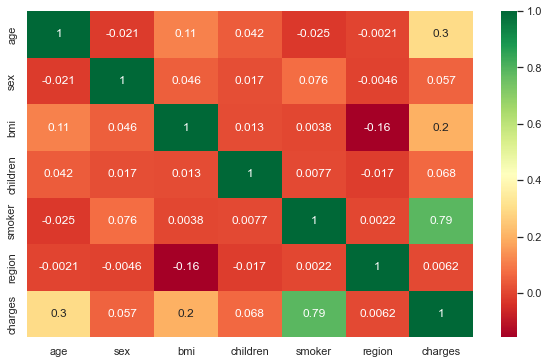 age 1 -0.021 0.11 0.042 -0.025 -0.0021 0.3
sex -0.021 1 0.046 0.017 0.076 -0.0046 0.057
bmi 0.11 0.046 1 0.013 0.0038 -0.16 0.2
children 0.042 0.017 0.013 1 0.0077 -0.017 0.068
smoker -0.025 0.076 0.0038 0.0077 1 0.0022 0.79
region -0.0021 -0.0046 -0.16 -0.017 0.0022 1 0.0062
charges 0.3 0.057 0.2 0.068 0.79 0.0062 1
age sex bmi children smoker region charges
1.0
0.8
0.6
0.4
0.2
0.0